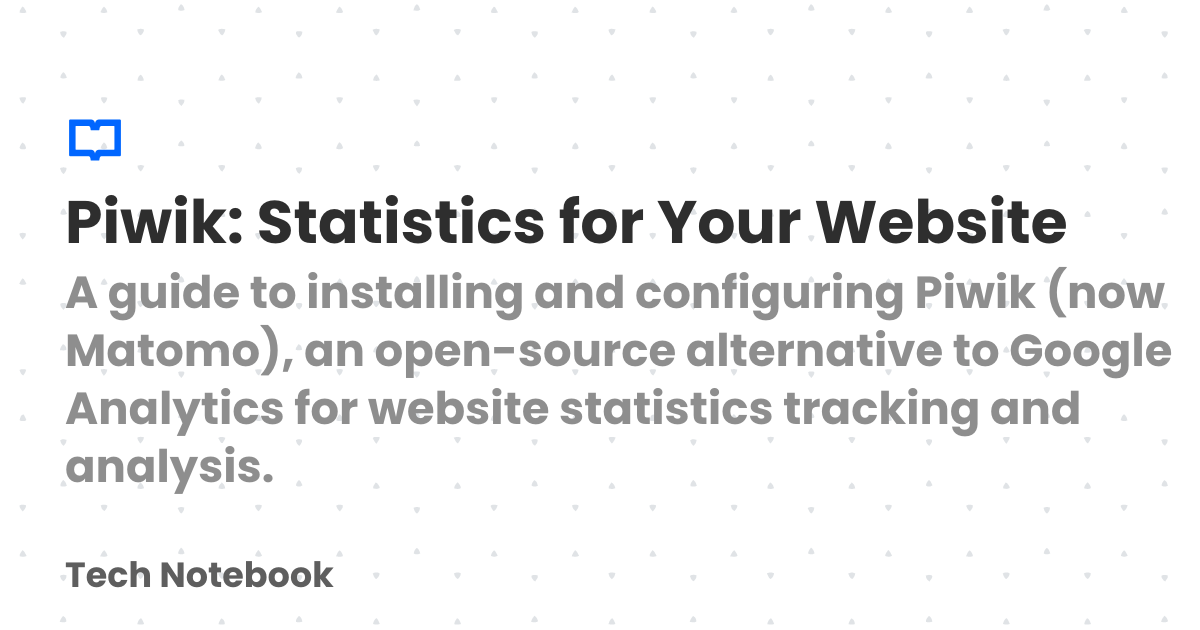 Piwik: Statistics for Your Website
A guide to installing and configuring Piwik (now
Matomo), an open-source alternative to Google
Analytics for website statistics tracking and
analysis.
Tech Notebook